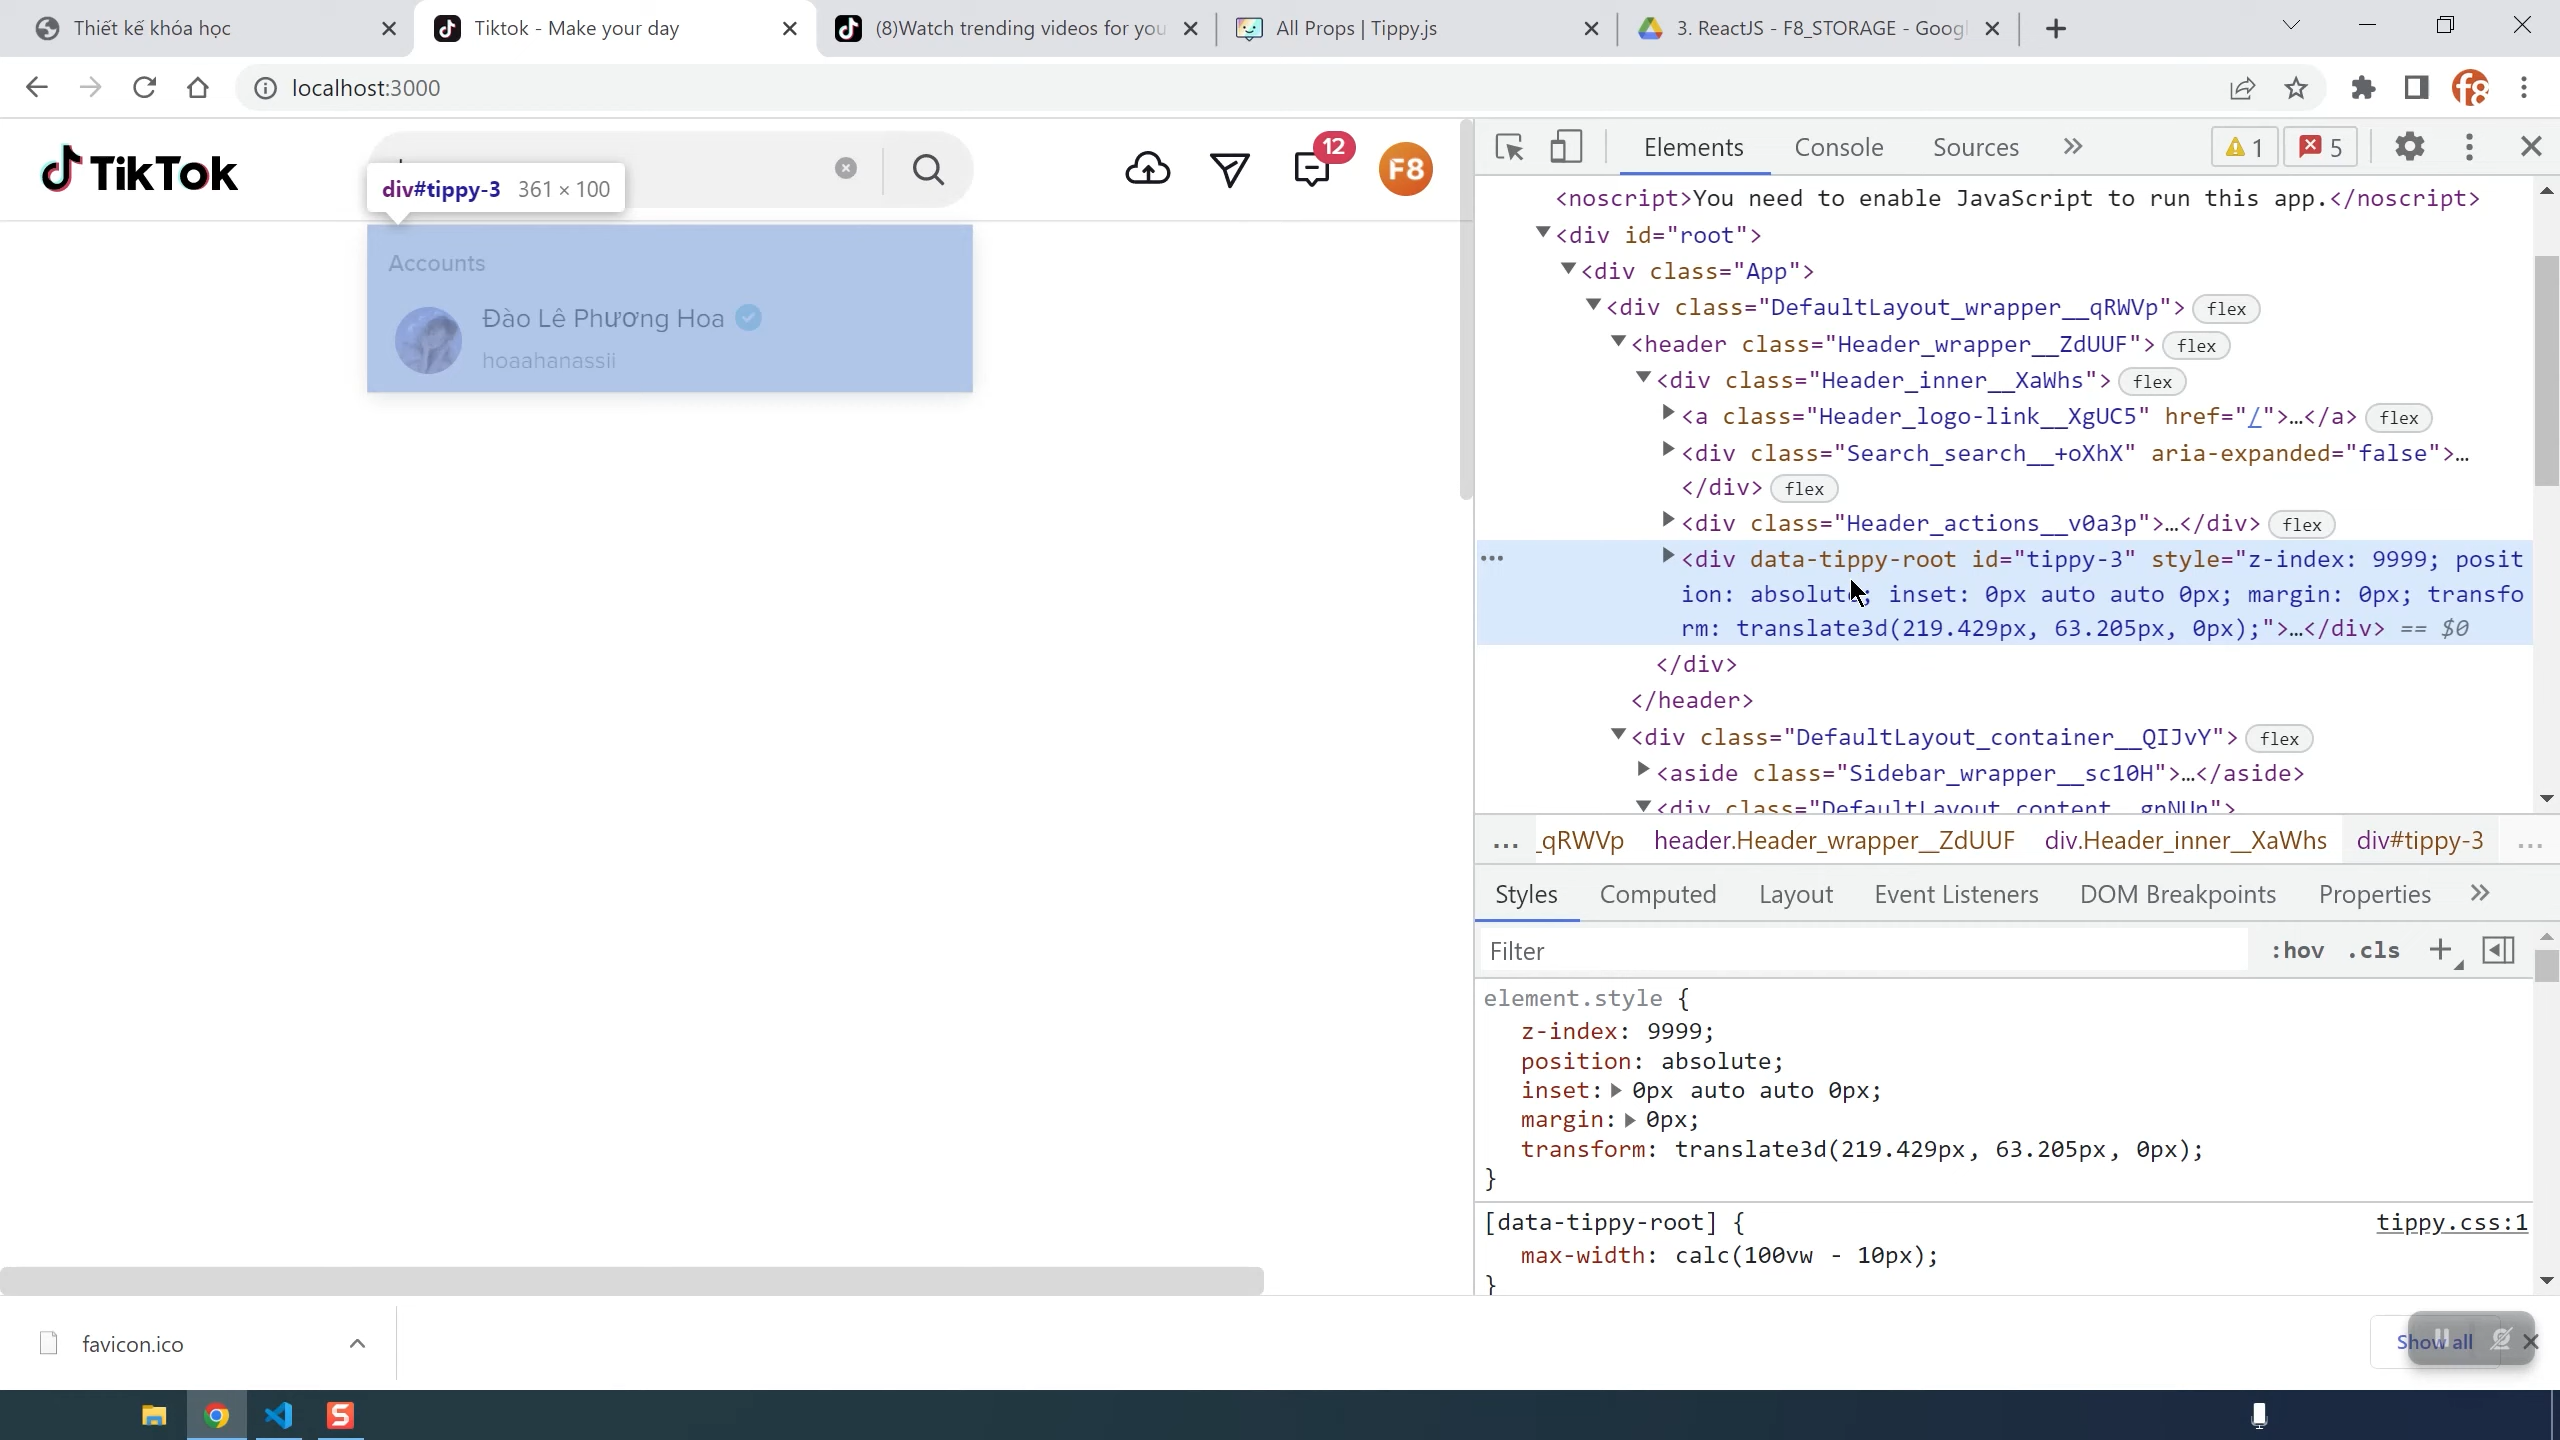 Thiết kế khóa học
Tiktok - Make your day
(8)Watch trending videos for you
All Props | Tippy.js
3. ReactJS - F8_STORAGE - Goog
localhost:3000
TikTok
div#tippy-3 361 × 100
12
F8
Accounts
Đào Lê Phương Hoa
hoaahanassii
Elements Console Sources 1 5
<noscript>You need to enable JavaScript to run this app.</noscript>
<div id="root">
<div class="App">
<div class="DefaultLayout_wrapper__qRWVp"> flex
<header class="Header_wrapper__ZdUUF"> flex
<div class="Header_inner__XaWhs"> flex
<a class="Header_logo-link__XgUC5" href="/">…</a> flex
<div class="Search_search__+oXhX" aria-expanded="false">…
</div> flex
<div class="Header_actions__v0a3p">…</div> flex
<div data-tippy-root id="tippy-3" style="z-index: 9999; posit
ion: absolute; inset: 0px auto auto 0px; margin: 0px; transfo
rm: translate3d(219.429px, 63.205px, 0px);">…</div> == $0
</div>
</header>
<div class="DefaultLayout_container__QIJvY"> flex
<aside class="Sidebar_wrapper__sc10H">…</aside>
<div class="DefaultLayout_content__gnNUn">
… _qRWVp header.Header_wrapper__ZdUUF div.Header_inner__XaWhs div#tippy-3 …
Styles Computed Layout Event Listeners DOM Breakpoints Properties
Filter :hov .cls
element.style {
z-index: 9999;
position: absolute;
inset: 0px auto auto 0px;
margin: 0px;
transform: translate3d(219.429px, 63.205px, 0px);
}
[data-tippy-root] { tippy.css:1
max-width: calc(100vw - 10px);
}
favicon.ico
Show all